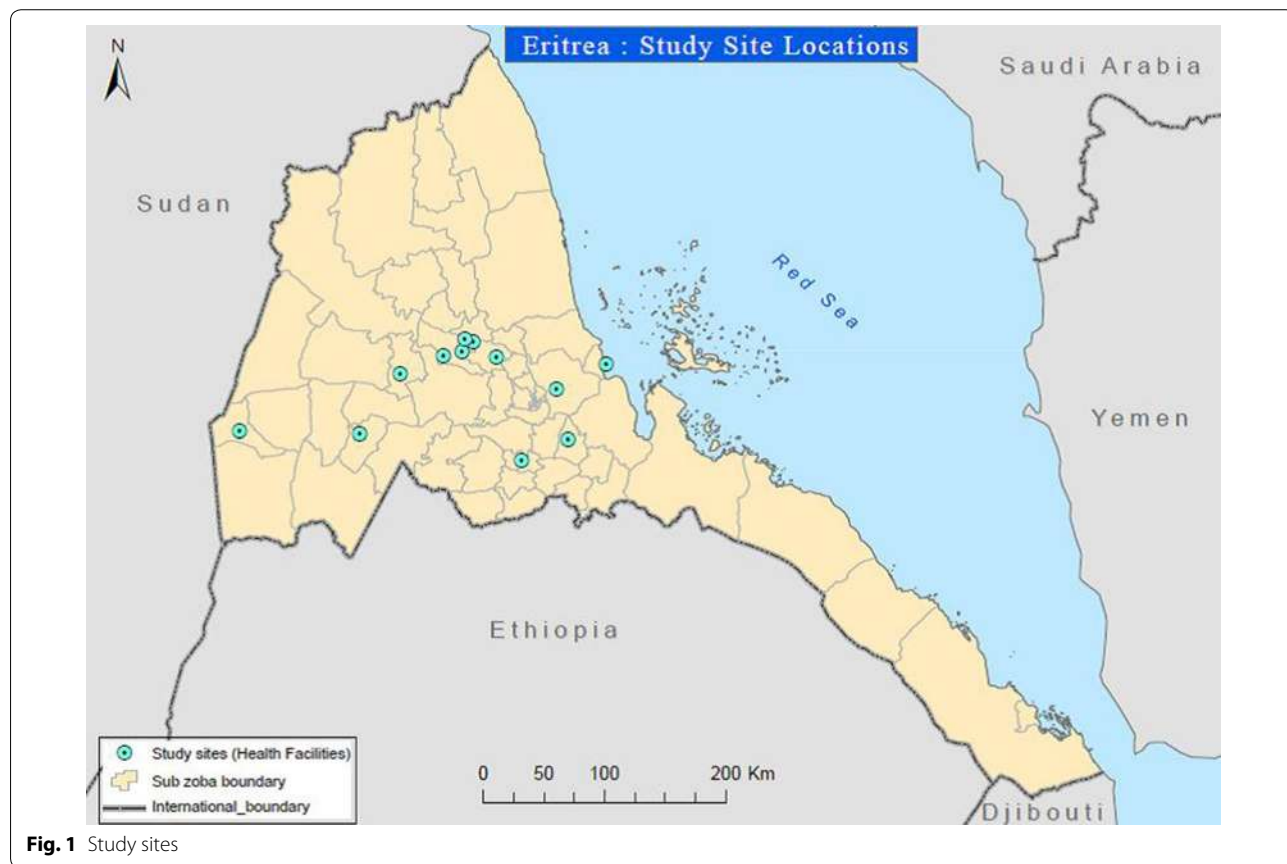 N
Eritrea : Study Site Locations
Saudi Arabia
Sudan
Red Sea
Yemen
Ethiopia
Study sites (Health Facilities)
Sub zoba boundary
International_boundary
0 50 100 200 Km
Djibouti
Fig. 1 Study sites